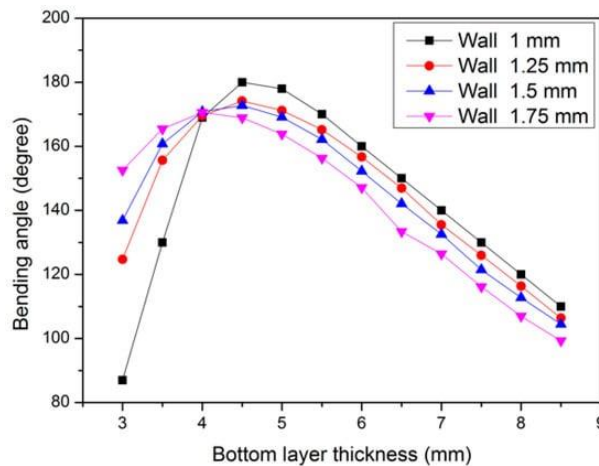 200
180
160
140
120
100
80
3 4 5 6 7 8 9
Bending angle (degree)
Bottom layer thickness (mm)
Wall 1 mm
Wall 1.25 mm
Wall 1.5 mm
Wall 1.75 mm